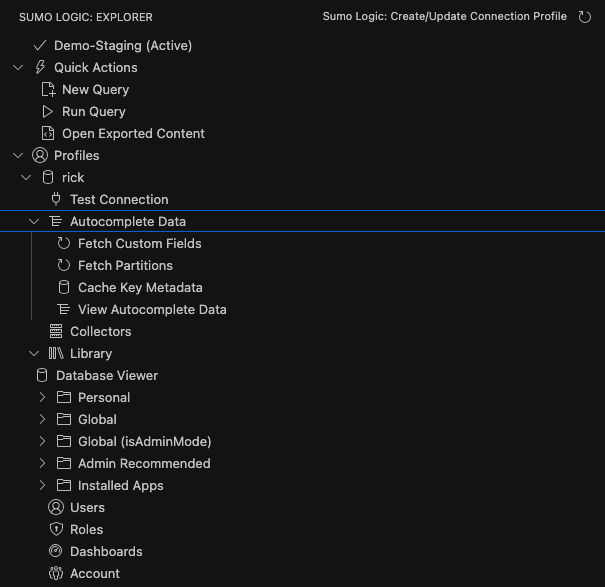 SUMO LOGIC: EXPLORER
Sumo Logic: Create/Update Connection Profile
Demo-Staging (Active)
Quick Actions
New Query
Run Query
Open Exported Content
Profiles
rick
Test Connection
Autocomplete Data
Fetch Custom Fields
Fetch Partitions
Cache Key Metadata
View Autocomplete Data
Collectors
Library
Database Viewer
Personal
Global
Global (isAdminMode)
Admin Recommended
Installed Apps
Users
Roles
Dashboards
Account